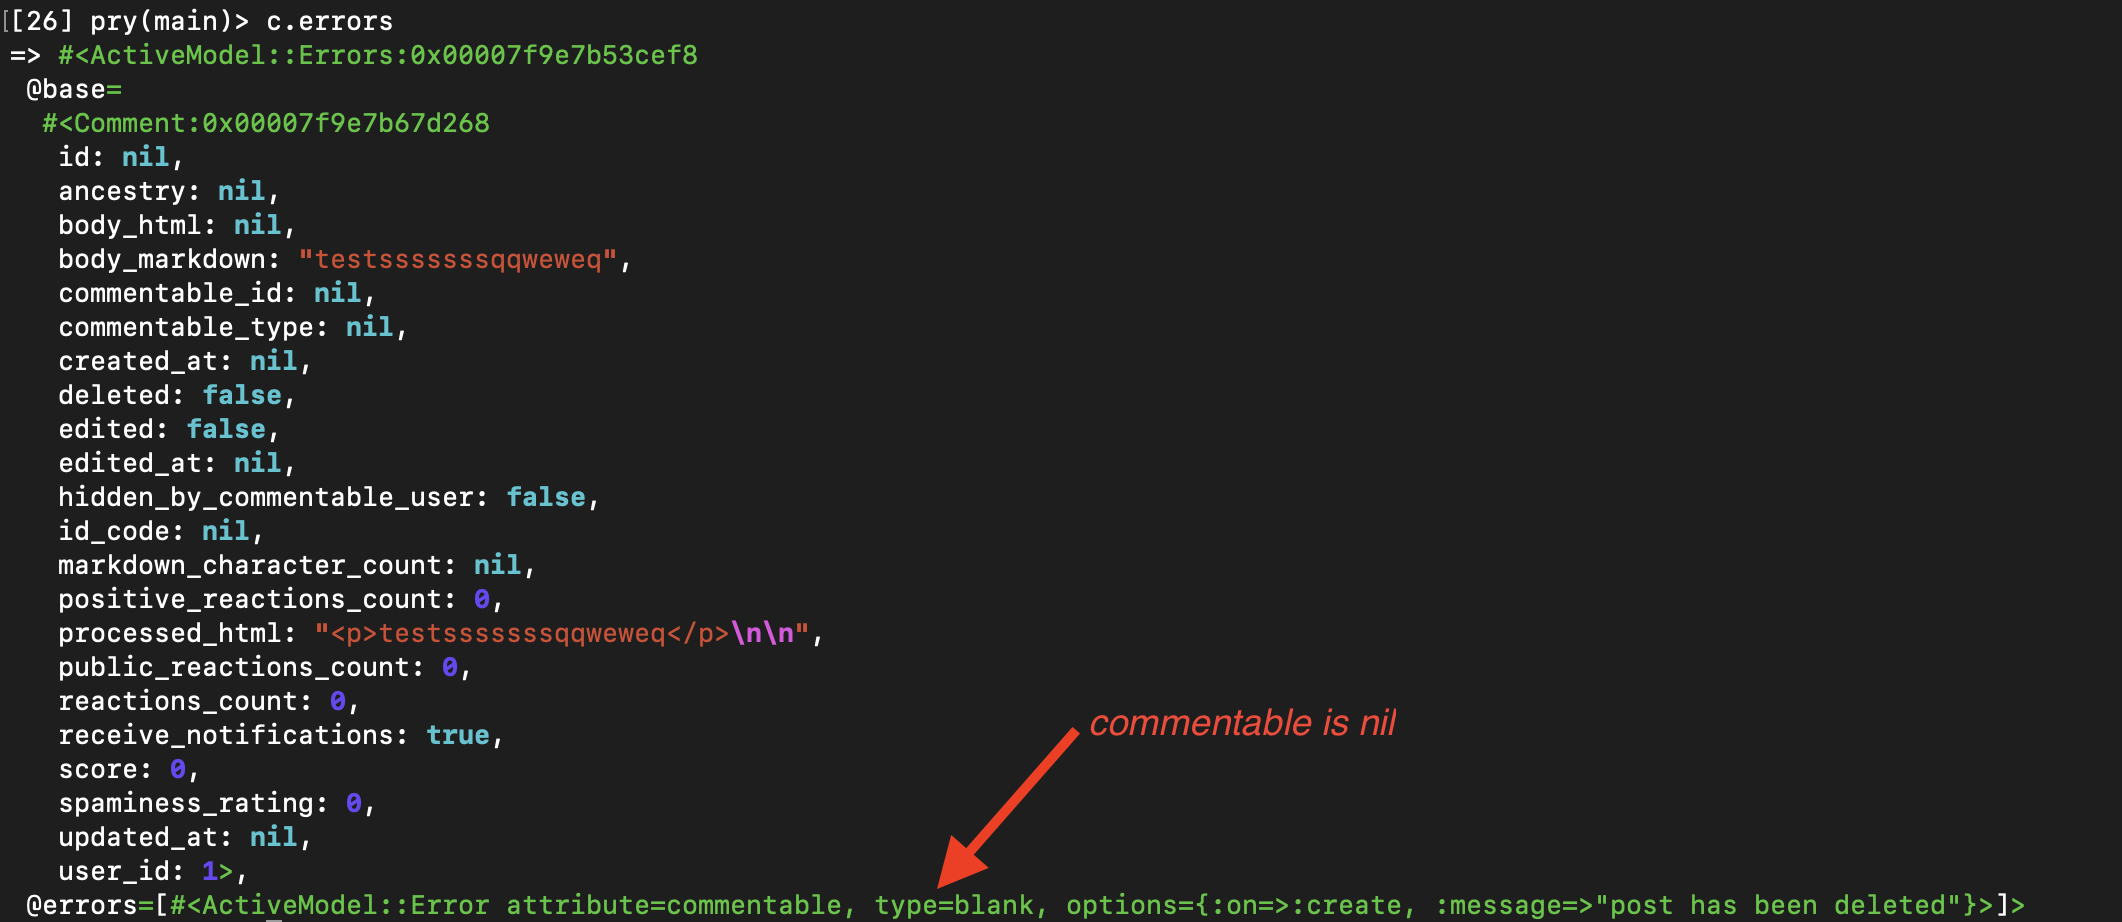 [[26] pry(main)> c.errors
=> #<ActiveModel::Errors:0x00007f9e7b53cef8
@base=
#<Comment:0x00007f9e7b67d268
id: nil,
ancestry: nil,
body_html: nil,
body_markdown: "testsssssssqqweweq",
commentable_id: nil,
commentable_type: nil,
created_at: nil,
deleted: false,
edited: false,
edited_at: nil,
hidden_by_commentable_user: false,
id_code: nil,
markdown_character_count: nil,
positive_reactions_count: 0,
processed_html: "<p>testsssssssqqweweq</p>\n\n",
public_reactions_count: 0,
reactions_count: 0,
commentable is nil
receive_notifications: true,
score: 0,
spaminess_rating: 0,
updated_at: nil,
user_id: 1>,
@errors=[#<ActiveModel::Error attribute=commentable, type=blank, options={:on=>:create, :message=>"post has been deleted"}>]>